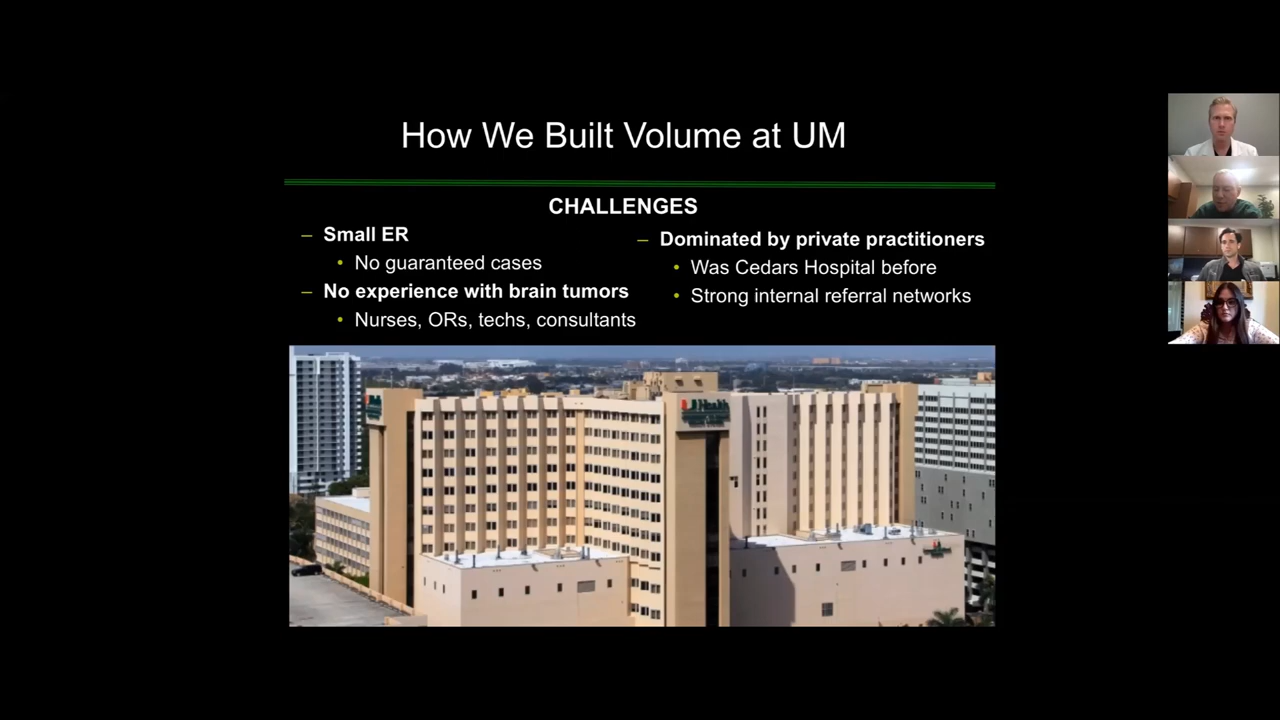 How We Built Volume at UM
CHALLENGES
– Small ER
• No guaranteed cases
– No experience with brain tumors
• Nurses, ORs, techs, consultants
– Dominated by private practitioners
• Was Cedars Hospital before
• Strong internal referral networks
UHealth